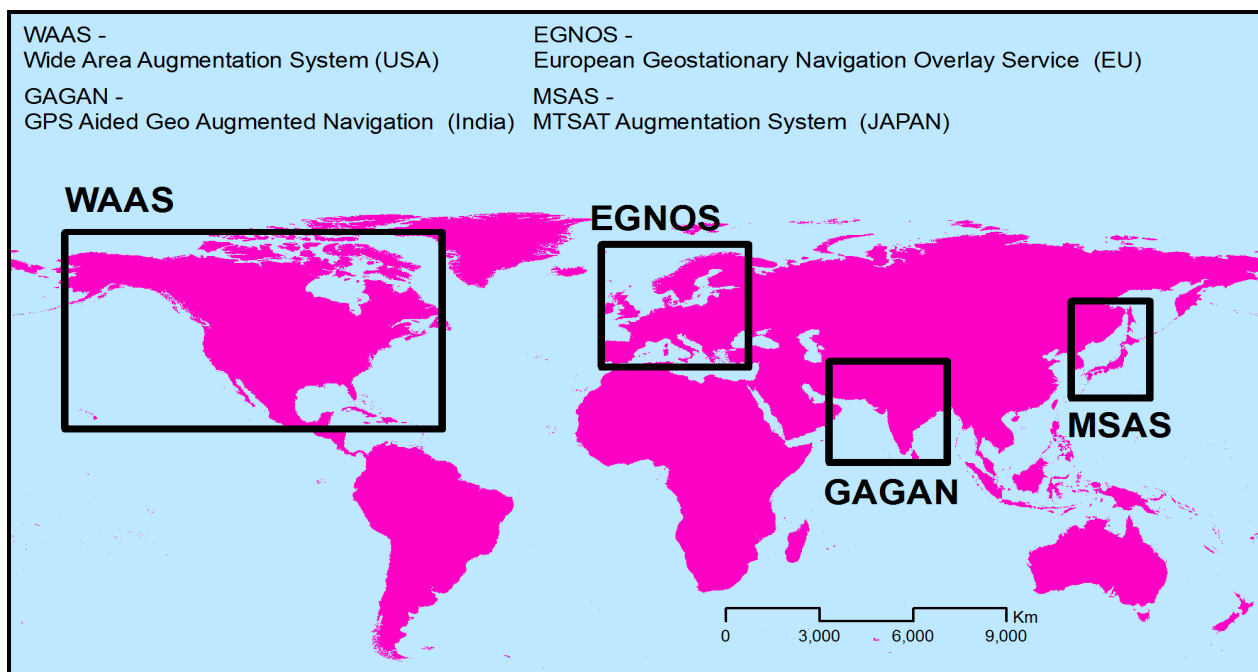 WAAS -
Wide Area Augmentation System (USA)
EGNOS -
European Geostationary Navigation Overlay Service (EU)
GAGAN -
GPS Aided Geo Augmented Navigation (India)
MSAS -
MTSAT Augmentation System (JAPAN)
WAAS
EGNOS
MSAS
GAGAN
Km
0 3,000 6,000 9,000